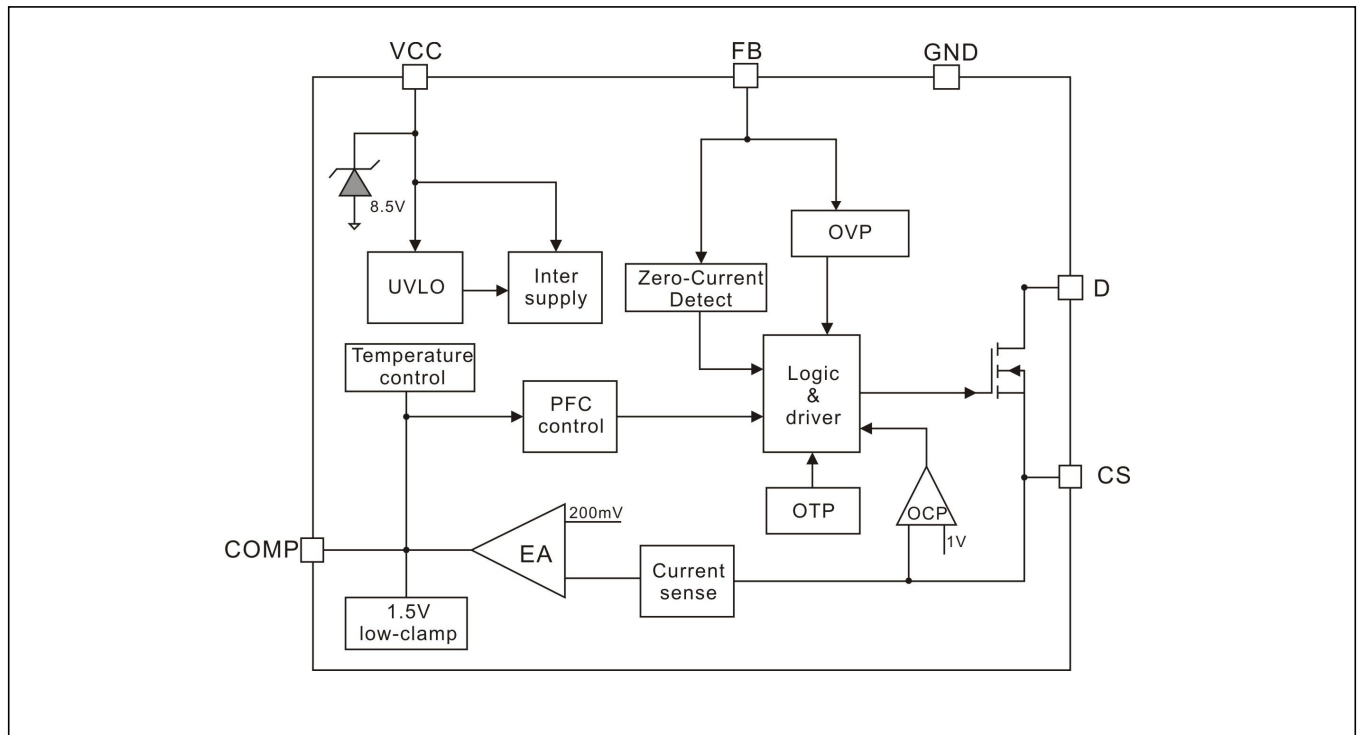 VCC
FB
GND
8.5V
OVP
UVLO
Inter
supply
Zero-Current
Detect
D
Temperature
control
PFC
control
Logic
&
driver
CS
OTP
OCP
1V
200mV
COMP
EA
Current
sense
1.5V
low-clamp